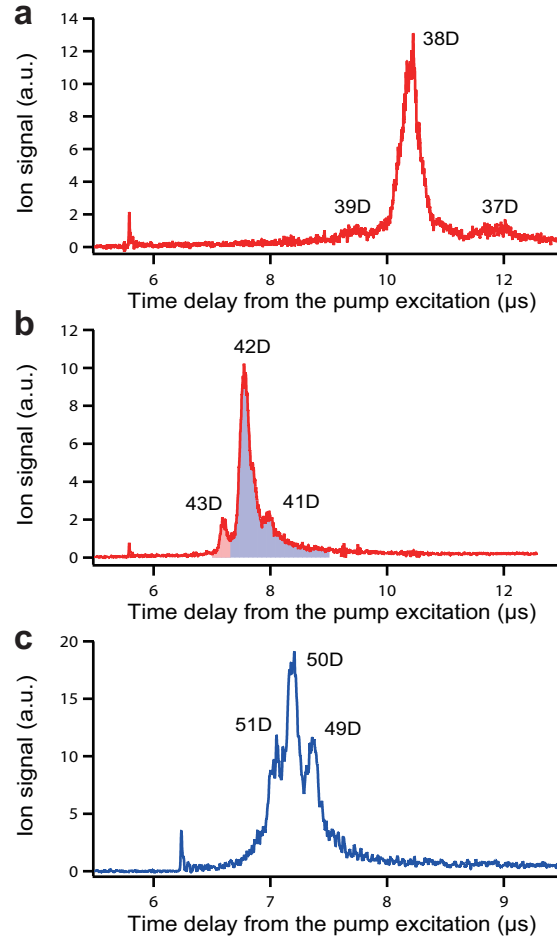 a
14
12
10
8
6
4
2
0
Ion signal (a.u.)
38D
39D
37D
6 8 10 12
Time delay from the pump excitation (μs)
b
12
10
8
6
4
2
0
Ion signal (a.u.)
42D
43D
41D
6 8 10 12
Time delay from the pump excitation (μs)
c
20
15
10
5
0
Ion signal (a.u.)
50D
51D
49D
6 7 8 9
Time delay from the pump excitation (μs)